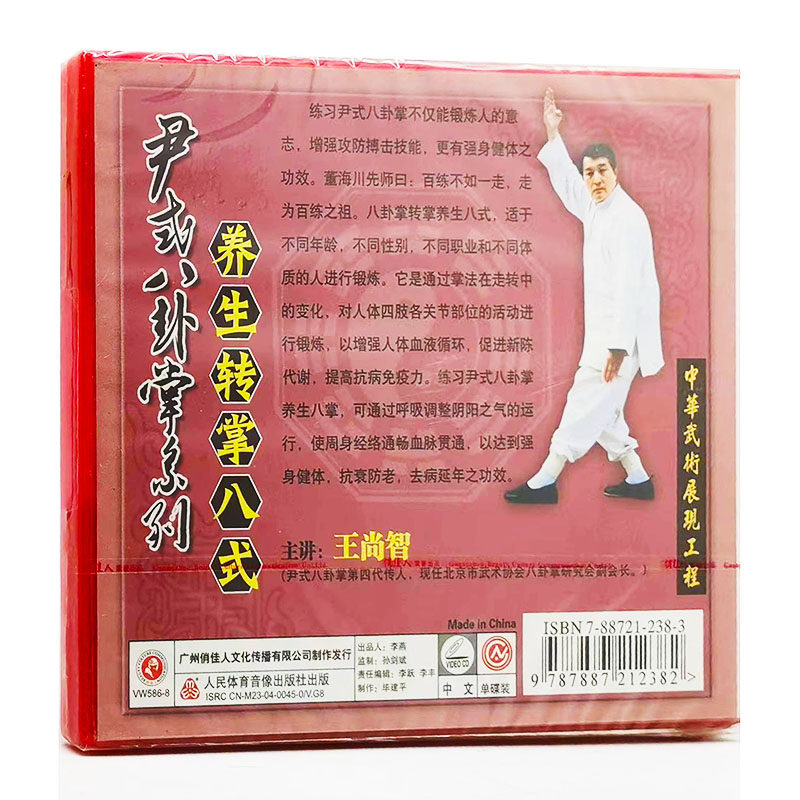 尹式八卦掌系列
养生转掌八式
练习尹式八卦掌不仅能锻炼人的意
志，增强攻防搏击技能，更有强身健体之
功效。董海川先师曰：百练不如一走，走
为百练之祖。八卦掌转掌养生八式，适于
不同年龄，不同性别，不同职业和不同体
质的人进行锻炼。它是通过掌法在走转中
的变化，对人体四肢各关节部位的活动进
行锻炼，以增强人体血液循环，促进新陈
代谢，提高抗病免疫力。练习尹式八卦掌
养生八掌，可通过呼吸调整阴阳之气的运
行，使周身经络通畅血脉贯通，以达到强
身健体，抗衰防老，去病延年之功效。
主讲：王尚智
(尹式八卦掌第四代传人，现任北京市武术协会八卦掌研究会副会长。)
中華武術展現工程
Made in China
ISBN 7-88721-238-3
9 787887 212382 >
VW586-8
广州俏佳人文化传播有限公司制作发行
人民体育音像出版社出版
ISRC CN-M23-04-0045-0/V.G8
出品人：李燕
监制：孙剑斌
责任编辑：李跃 李丰
制作：毕建平
VIDEO CD
中 文
单碟装